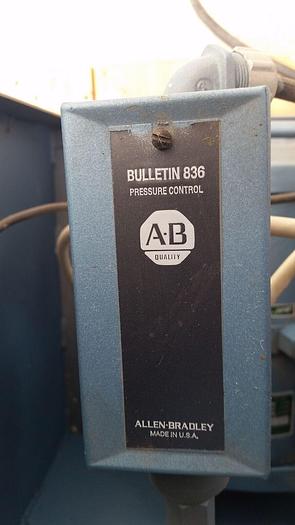 BULLETIN 836
PRESSURE CONTROL
A-B
QUALITY
ALLEN-BRADLEY
MADE IN U.S.A.